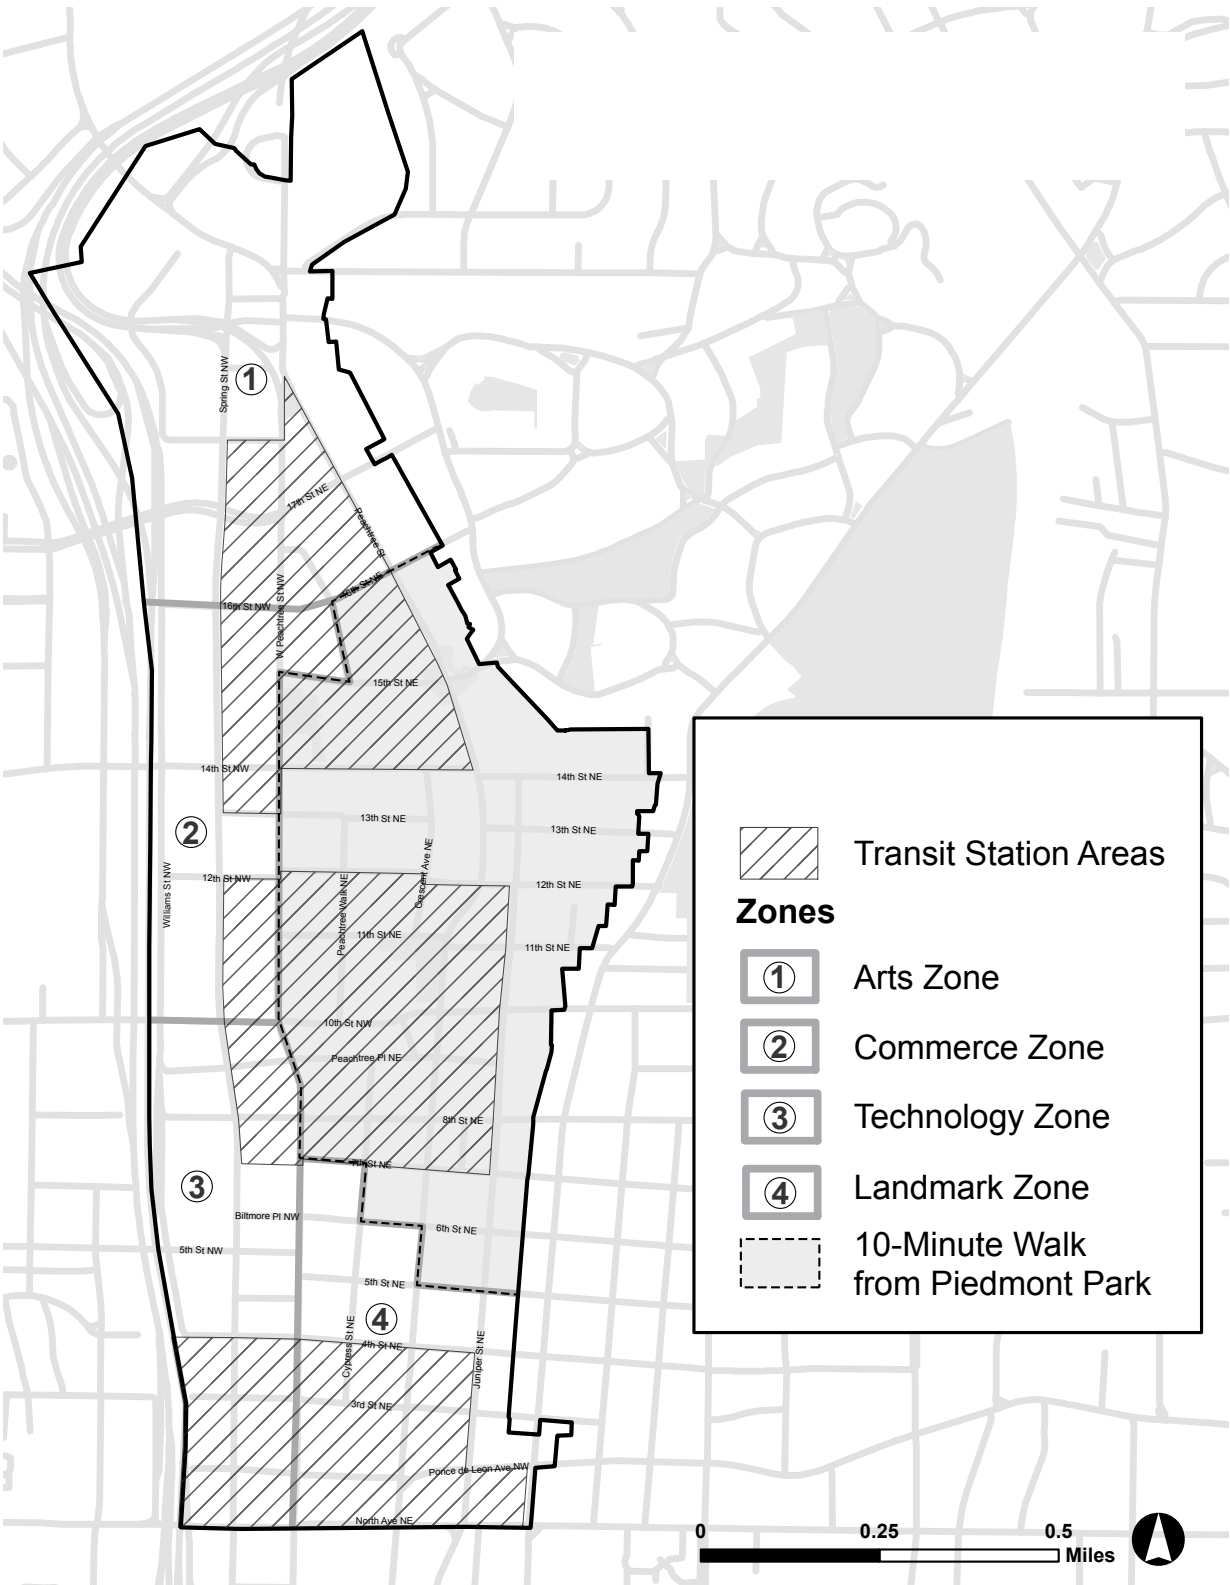 Spring St NW
①
17th St NE
Peachtree St
16th St NE
16th St NW
W Peachtree St NW
15th St NE
14th St NW
14th St NE
13th St NE
13th St NE
②
Crescent Ave NE
12th St NW
12th St NE
Williams St NW
Peachtree Walk NE
11th St NE
11th St NE
10th St NW
Peachtree Pl NE
8th St NE
7th St NE
③
Biltmore Pl NW
6th St NE
5th St NW
5th St NE
④
Cypress St NE
4th St NE
Juniper St NE
3rd St NE
Ponce de Leon Ave NW
North Ave NE
Transit Station Areas
Zones
① Arts Zone
② Commerce Zone
③ Technology Zone
④ Landmark Zone
10-Minute Walk
from Piedmont Park
0 0.25 0.5
Miles